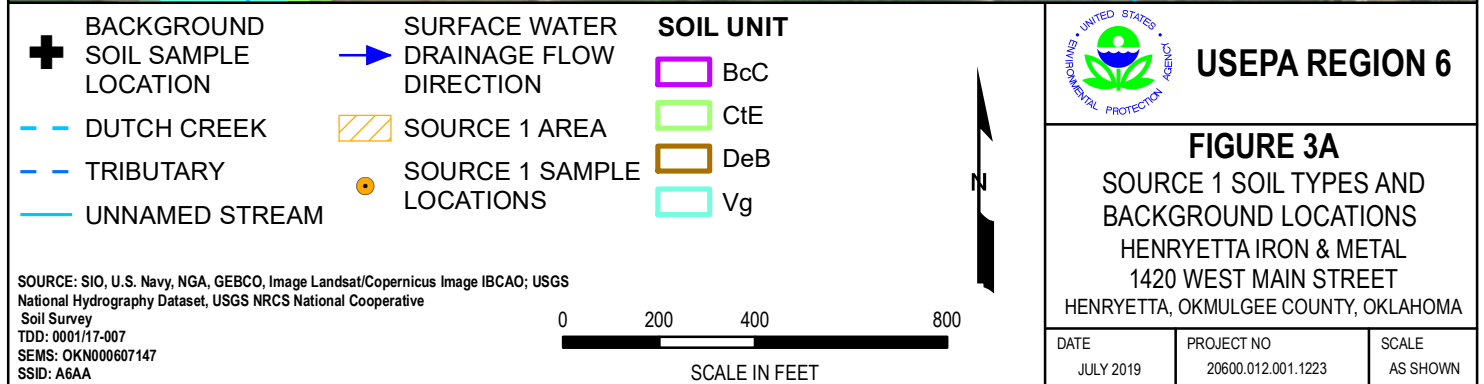 BACKGROUND
SOIL SAMPLE
LOCATION
DUTCH CREEK
TRIBUTARY
UNNAMED STREAM
SURFACE WATER
DRAINAGE FLOW
DIRECTION
SOURCE 1 AREA
SOURCE 1 SAMPLE
LOCATIONS
SOIL UNIT
BcC
CtE
DeB
Vg
N
SOURCE: SIO, U.S. Navy, NGA, GEBCO, Image Landsat/Copernicus Image IBCAO; USGS
National Hydrography Dataset, USGS NRCS National Cooperative
Soil Survey
TDD: 0001/17-007
SEMS: OKN000607147
SSID: A6AA
0 200 400 800
SCALE IN FEET
UNITED STATES
ENVIRONMENTAL PROTECTION AGENCY
USEPA REGION 6
FIGURE 3A
SOURCE 1 SOIL TYPES AND
BACKGROUND LOCATIONS
HENRYETTA IRON & METAL
1420 WEST MAIN STREET
HENRYETTA, OKMULGEE COUNTY, OKLAHOMA
DATE
JULY 2019
PROJECT NO
20600.012.001.1223
SCALE
AS SHOWN